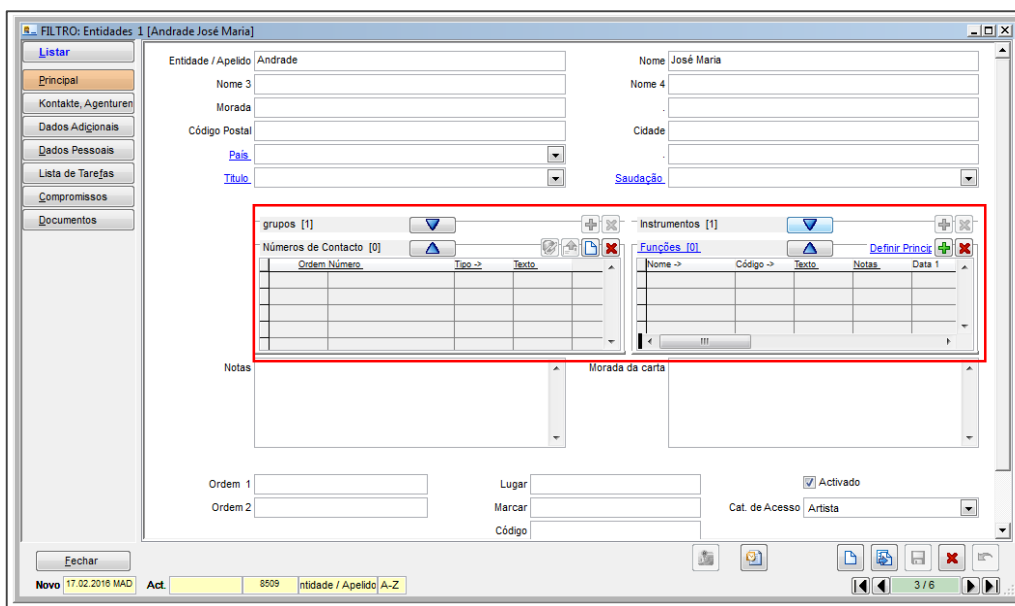 FILTRO: Entidades 1 [Andrade José Maria]
Listar
Principal
Kontakte, Agenturen
Dados Adicionais
Dados Pessoais
Lista de Tarefas
Compromissos
Documentos
Entidade / Apelido Andrade Nome José Maria
Nome 3 Nome 4
Morada .
Código Postal Cidade
País .
Título Saudação
grupos [1] Instrumentos [1]
Números de Contacto [0] Funções [0] Definir Princip
Ordem Número Tipo -> Texto Nome -> Código -> Texto Notas Data 1
Notas Morada da carta
Ordem 1 Lugar Activado
Ordem 2 Marcar Cat. de Acesso Artista
Código
Fechar
Novo 17.02.2016 MAD Act. 8509 ntidade / Apelido A-Z 3 / 6